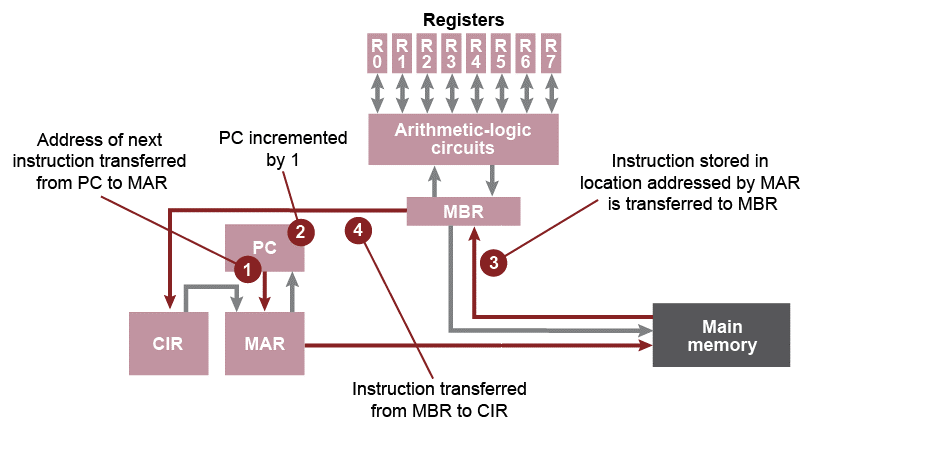 Registers
R R R R R R R R
0 1 2 3 4 5 6 7
Arithmetic-logic
circuits
Address of next
instruction transferred
from PC to MAR
PC incremented
by 1
Instruction stored in
location addressed by MAR
is transferred to MBR
MBR
2
4
PC
1
3
CIR
MAR
Main
memory
Instruction transferred
from MBR to CIR